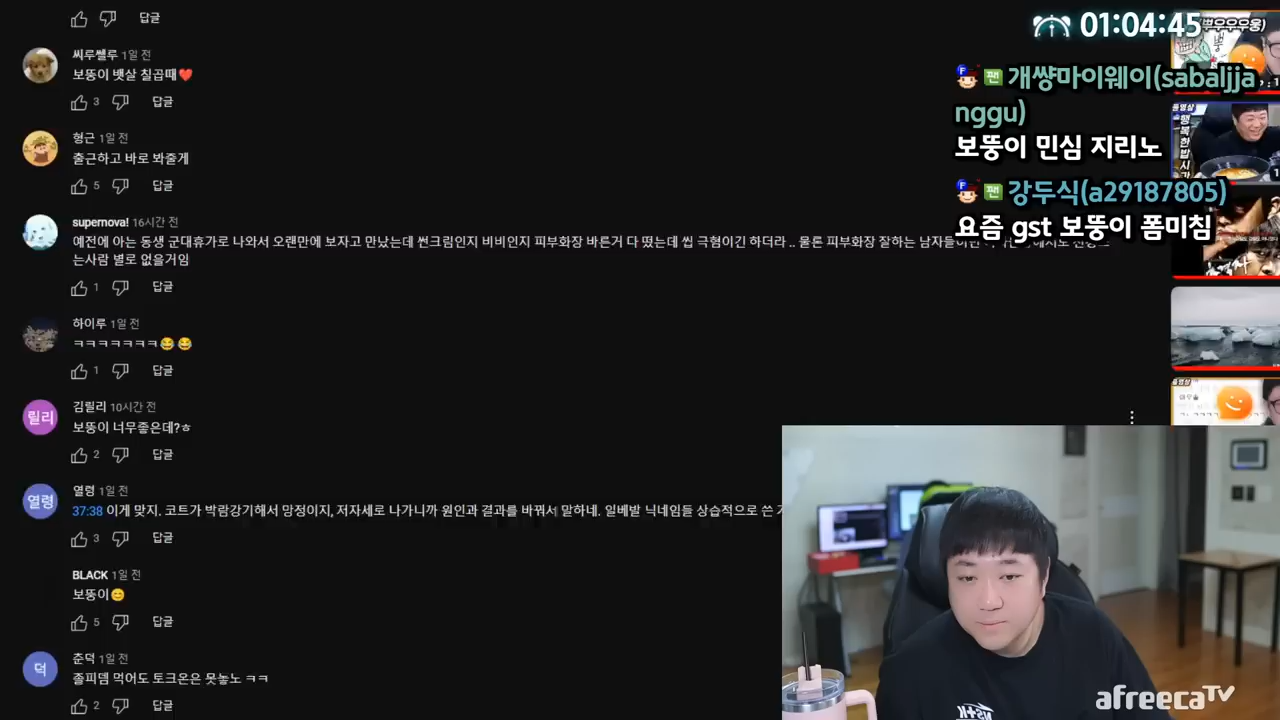 답글
01:04:45
씨루쎌루 1일 전
보뚱이 뱃살 칠곱때❤️
3 답글
형근 1일 전
출근하고 바로 봐줄게
5 답글
supernova! 16시간 전
예전에 아는 동생 군대휴가로 나와서 오랜만에 보자고 만났는데 썬크림인지 비비인지 피부화장 바른거 다 떴는데 씹 극혐이긴 하더라 .. 물론 피부화장 잘하는
는사람 별로 없을거임
1 답글
하이루 1일 전
ㅋㅋㅋㅋㅋㅋㅋ😂😂
1 답글
릴리
김릴리 10시간 전
보뚱이 너무좋은데?ㅎ
2 답글
열령
열령 1일 전
37:38 이게 맞지. 코트가 박람강기해서 망정이지, 저자세로 나가니까 원인과 결과를 바꿔서 말하네. 일베발 닉네임들 상습적으로 쓴
3 답글
BLACK 1일 전
보뚱이😊
5 답글
덕
춘덕 1일 전
졸피뎀 먹어도 토크온은 못놓노 ㅋㅋ
2 답글
F 팬 개썅마이웨이(sabaljja
nggu)
보뚱이 민심 지리노
F 팬 강두식(a29187805)
요즘 gst 보뚱이 폼미침
afreecaTV